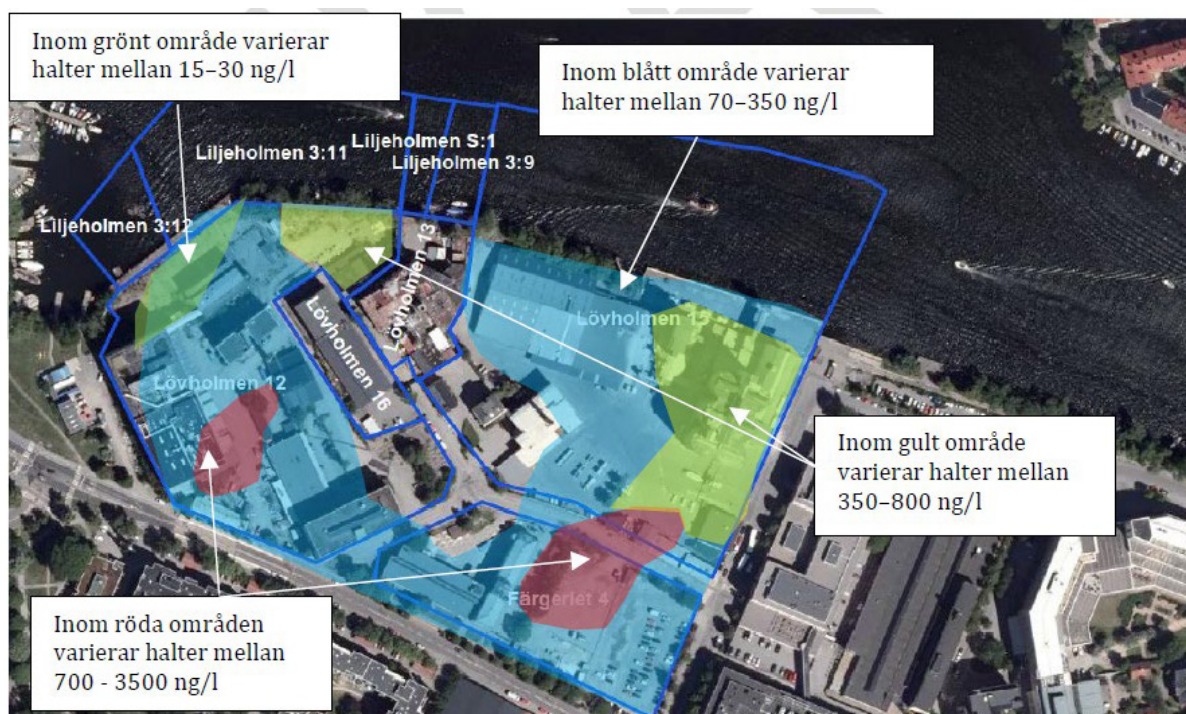 Inom grönt område varierar
halter mellan 15–30 ng/l
Inom blått område varierar
halter mellan 70–350 ng/l
Liljeholmen S:1
Liljeholmen 3:11
Liljeholmen 3:9
Liljeholmen 3:12
Lövholmen 13
Lövholmen 15
Lövholmen 16
Lövholmen 12
Inom gult område
varierar halter mellan
350–800 ng/l
Färgeriet 4
Inom röda områden
varierar halter mellan
700 - 3500 ng/l